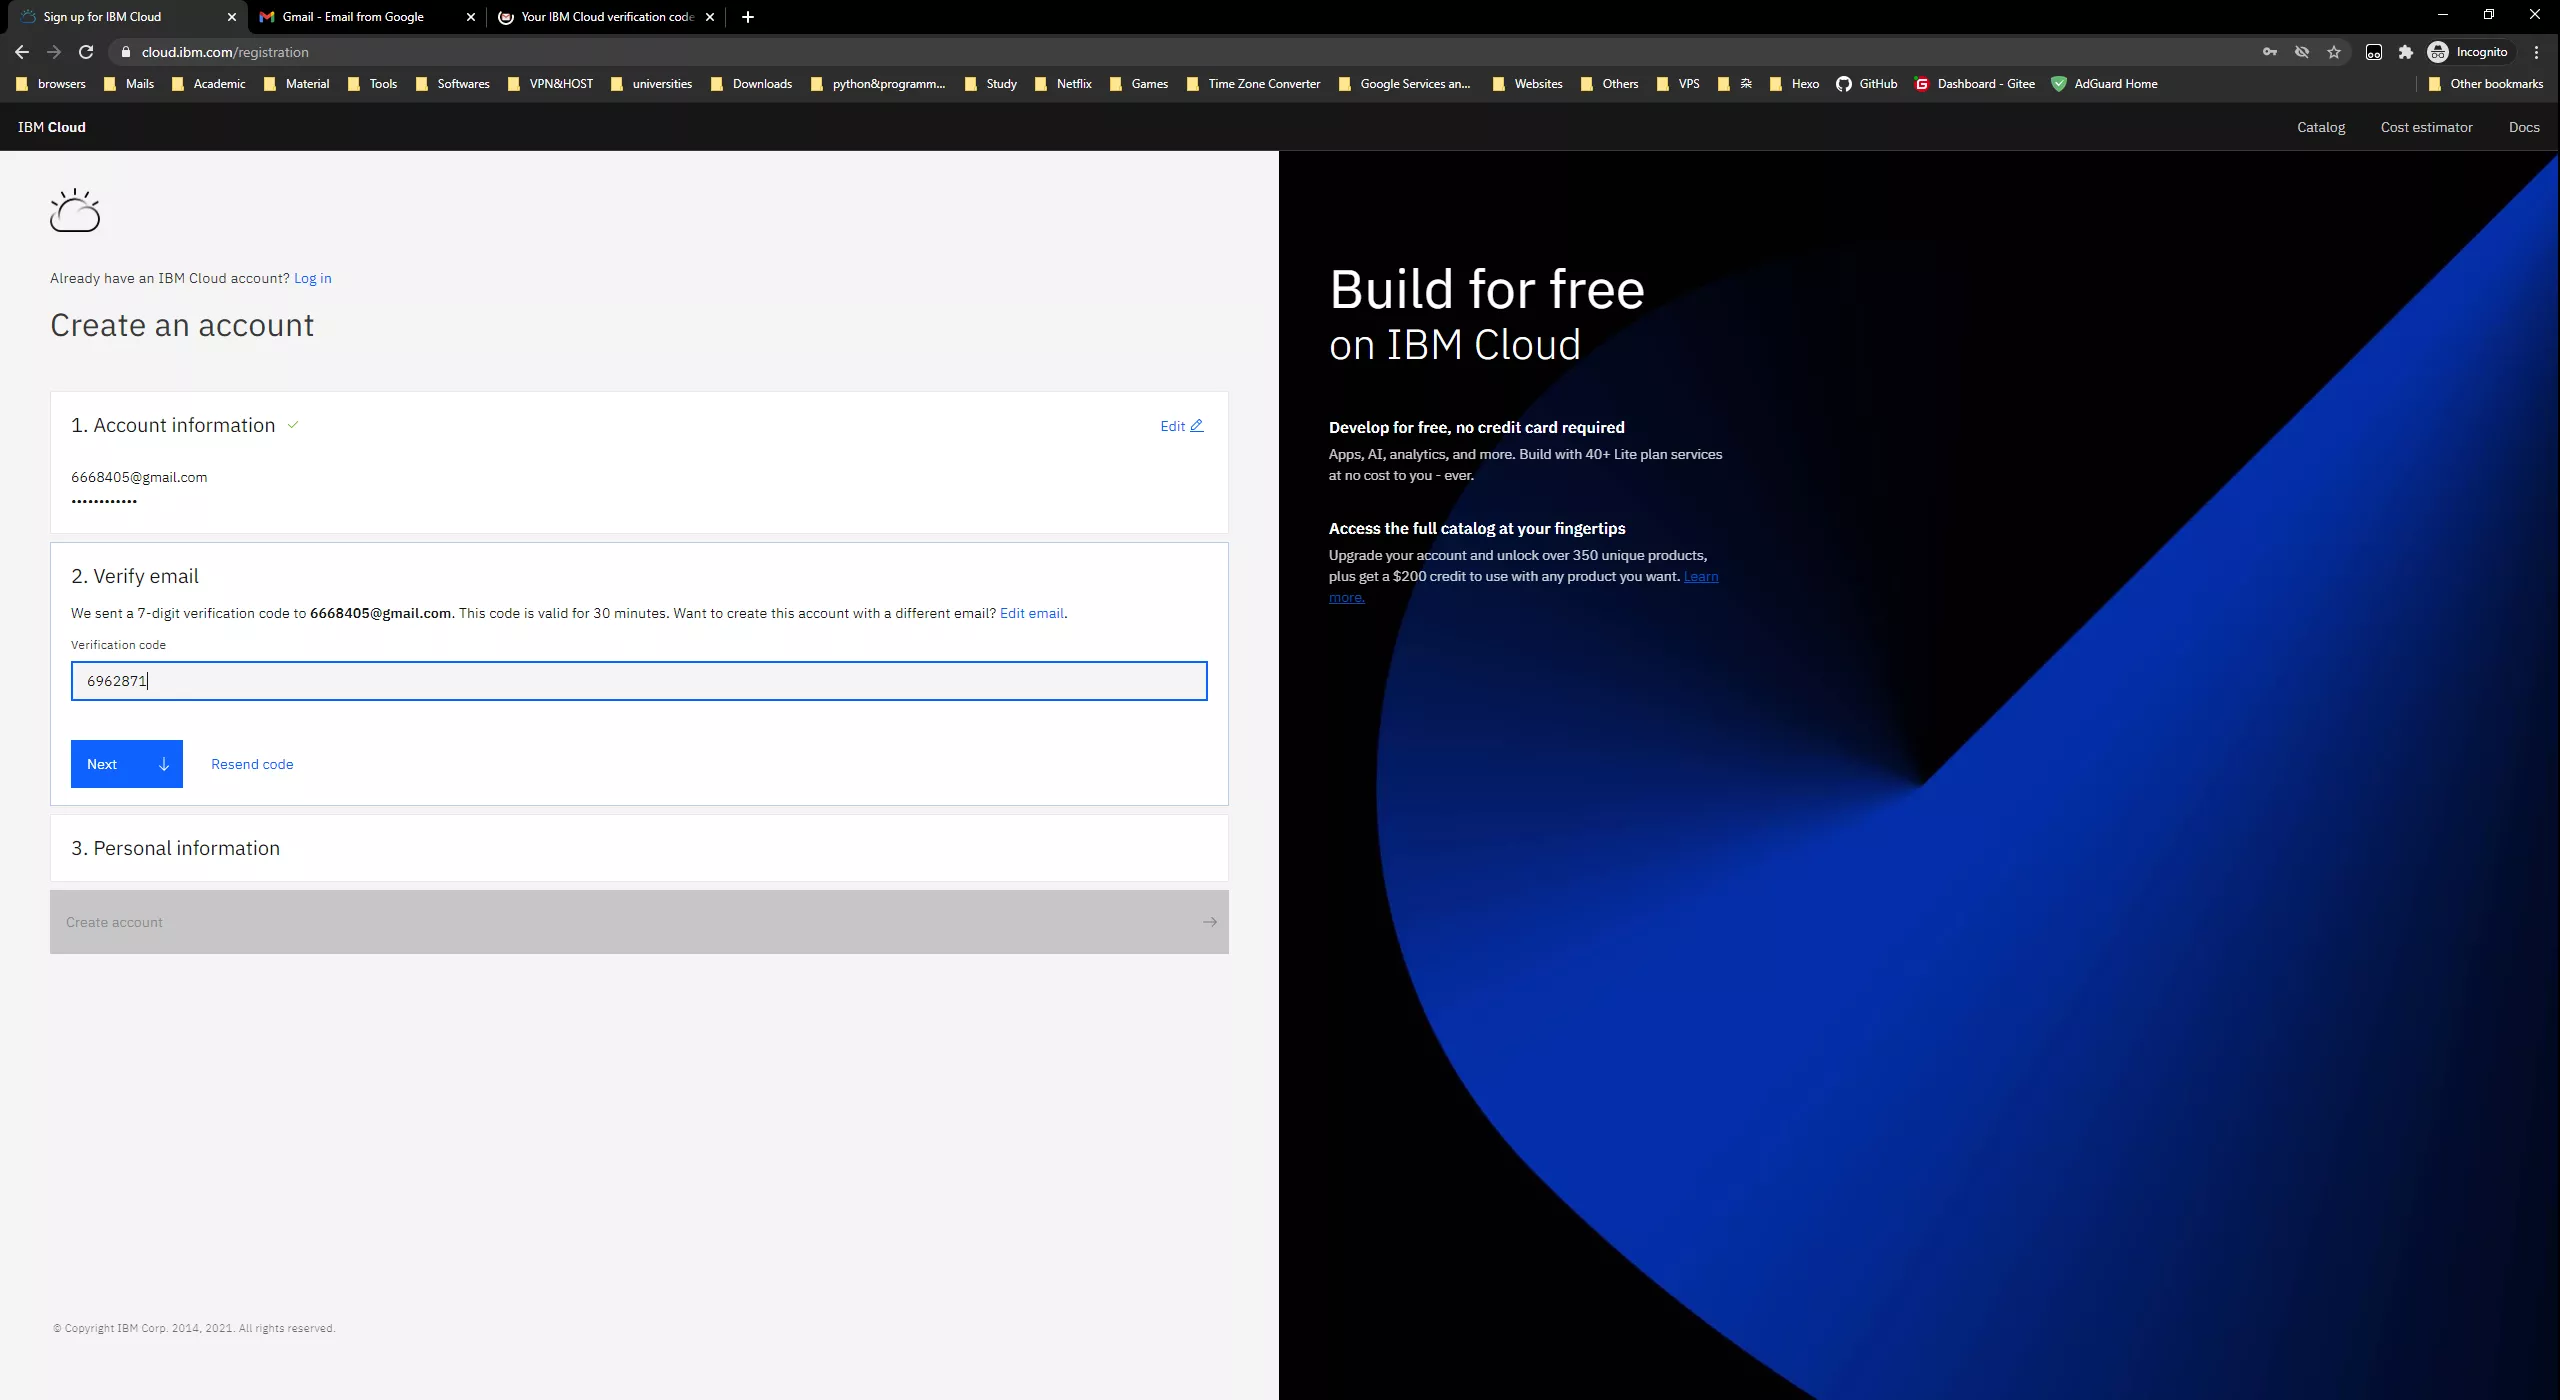 Sign up for IBM Cloud
Gmail - Email from Google
Your IBM Cloud verification code
cloud.ibm.com/registration
Incognito
browsers
Mails
Academic
Material
Tools
Softwares
VPN&HOST
universities
Downloads
python&programm...
Study
Netflix
Games
Time Zone Converter
Google Services an...
Websites
Others
VPS
杂
Hexo
GitHub
Dashboard - Gitee
AdGuard Home
Other bookmarks
IBM Cloud
Catalog
Cost estimator
Docs
Already have an IBM Cloud account? Log in
Create an account
1. Account information
Edit
6668405@gmail.com
••••••••••••
2. Verify email
We sent a 7-digit verification code to 6668405@gmail.com. This code is valid for 30 minutes. Want to create this account with a different email? Edit email.
Verification code
6962871
Next
Resend code
3. Personal information
Create account
© Copyright IBM Corp. 2014, 2021. All rights reserved.
Build for free
on IBM Cloud
Develop for free, no credit card required
Apps, AI, analytics, and more. Build with 40+ Lite plan services
at no cost to you - ever.
Access the full catalog at your fingertips
Upgrade your account and unlock over 350 unique products,
plus get a $200 credit to use with any product you want. Learn
more.